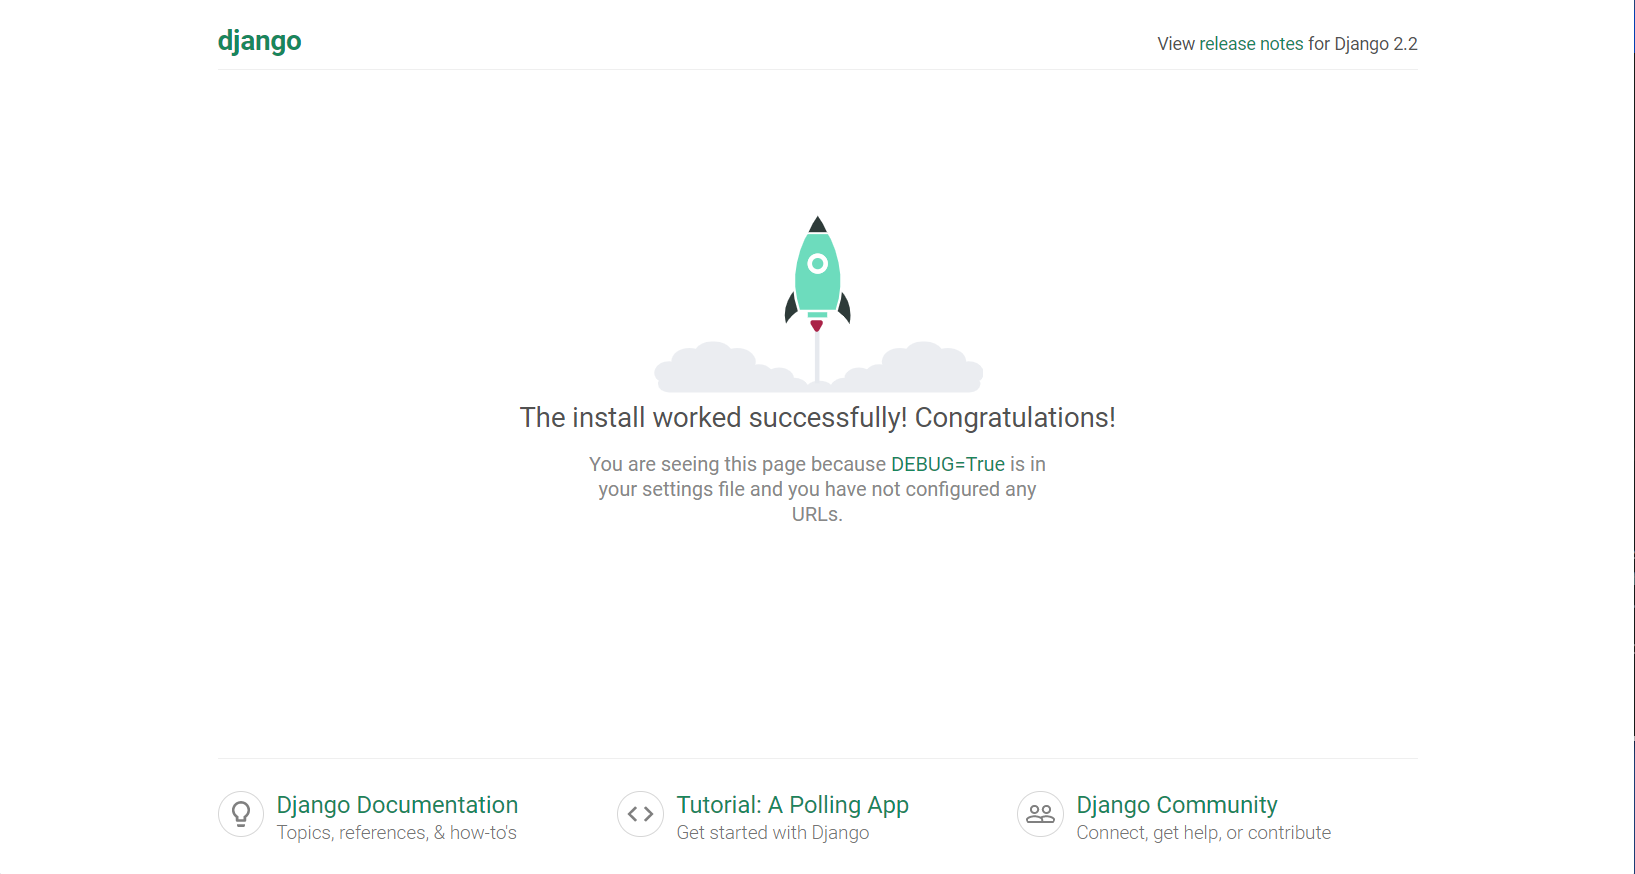 django
View release notes for Django 2.2
The install worked successfully! Congratulations!
You are seeing this page because DEBUG=True is in
your settings file and you have not configured any
URLs.
Django Documentation
Topics, references, & how-to's
Tutorial: A Polling App
Get started with Django
Django Community
Connect, get help, or contribute